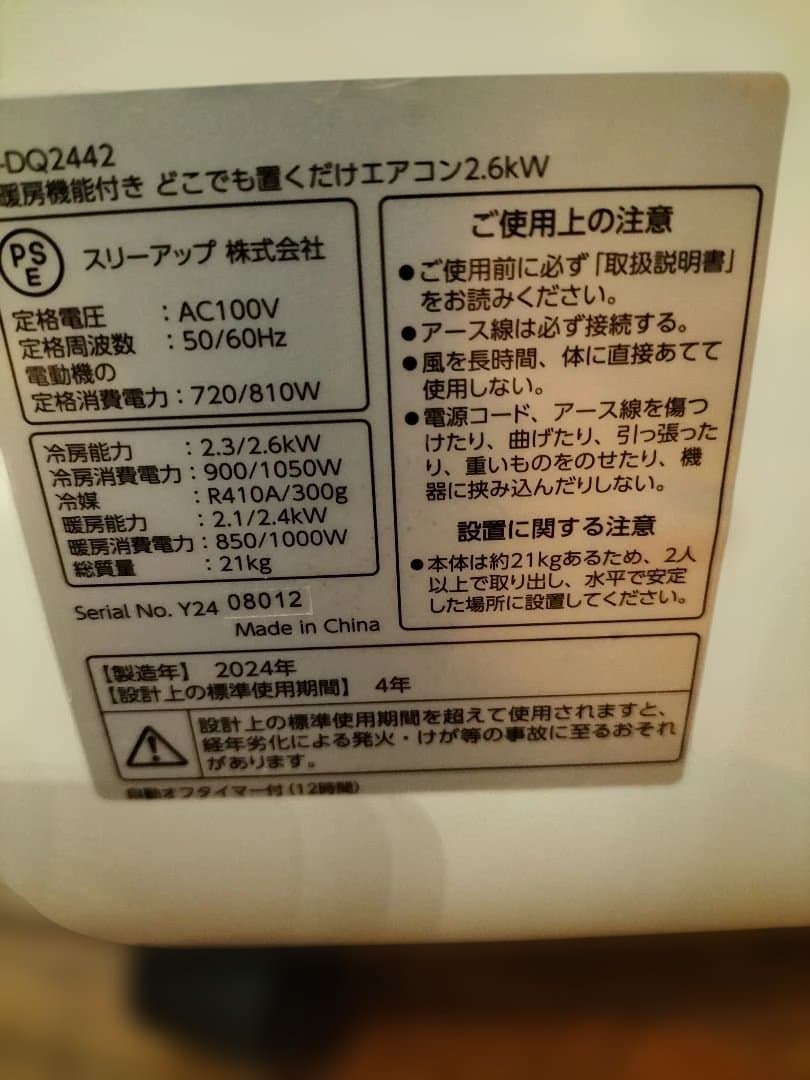 -DQ2442
暖房機能付き どこでも置くだけエアコン2.6kW
PSE スリーアップ 株式会社
定格電圧 : AC100V
定格周波数 : 50/60Hz
電動機の
定格消費電力 : 720/810W
冷房能力 : 2.3/2.6kW
冷房消費電力 : 900/1050W
冷媒 : R410A/300g
暖房能力 : 2.1/2.4kW
暖房消費電力 : 850/1000W
総質量 : 21kg
Serial No. Y24 08012
Made in China
ご使用上の注意
●ご使用前に必ず「取扱説明書」
をお読みください。
●アース線は必ず接続する。
●風を長時間、体に直接あてて
使用しない。
●電源コード、アース線を傷つ
けたり、曲げたり、引っ張った
り、重いものをのせたり、機
器に挟み込んだりしない。
設置に関する注意
●本体は約21kgあるため、2人
以上で取り出し、水平で安定
した場所に設置してください。
【製造年】 2024年
【設計上の標準使用期間】 4年
設計上の標準使用期間を超えて使用されますと、
経年劣化による発火・けが等の事故に至るおそれ
があります。
自動オフタイマー付(12時間)